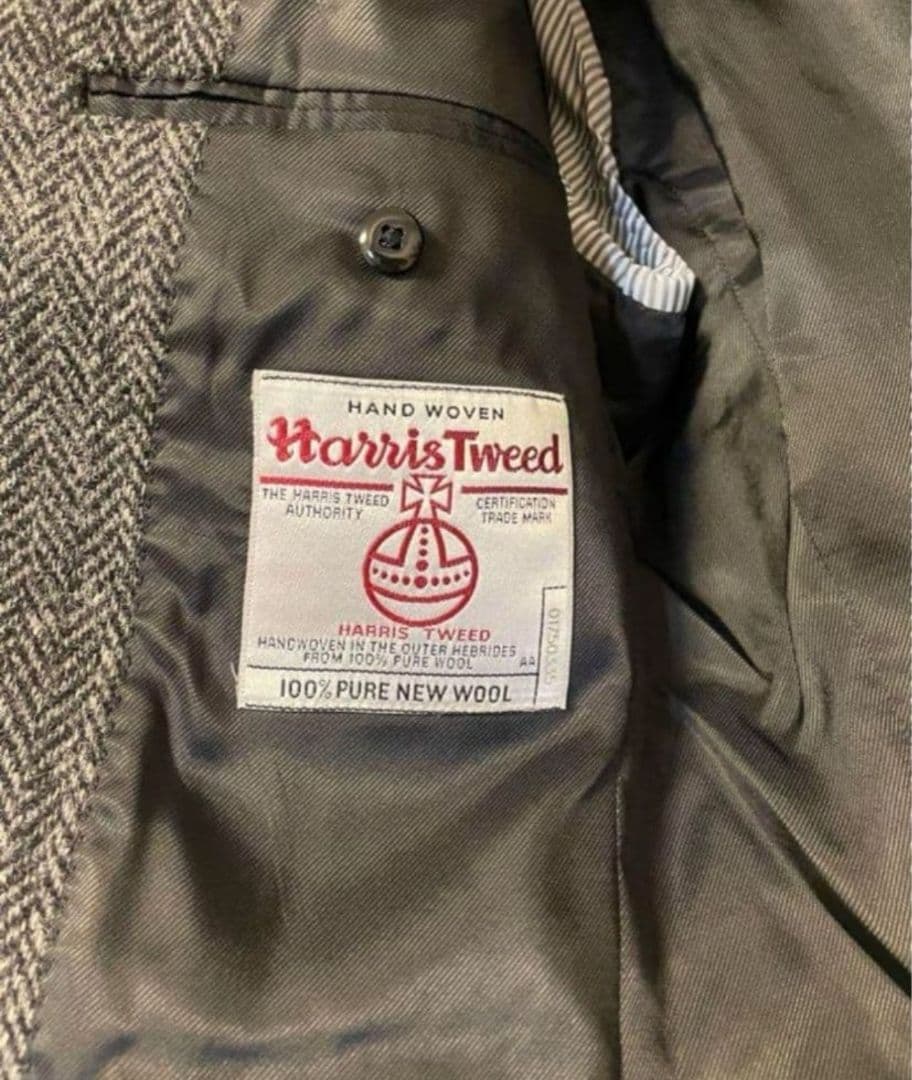 HAND WOVEN
Harris Tweed
THE HARRIS TWEED
AUTHORITY
CERTIFICATION
TRADE MARK
HARRIS TWEED
HANDWOVEN IN THE OUTER HEBRIDES
FROM 100% PURE WOOL
AA
100% PURE NEW WOOL